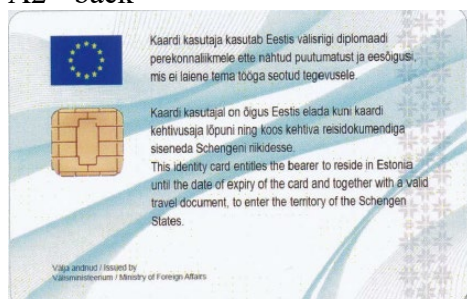 A2 - back
Kaardi kasutaja kasutab Eestis välisriigi diplomaadi
perekonnaliikmele ette nähtud puutumatust ja eesõigusi,
mis ei laiene tema tööga seotud tegevusele.
Kaardi kasutajal on õigus Eestis elada kuni kaardi
kehtivusaja lõpuni ning koos kehtiva reisidokumendiga
siseneda Schengeni riikidesse.
This identity card entitles the bearer to reside in Estonia
until the date of expiry of the card and together with a valid
travel document, to enter the territory of the Schengen
States.
Välja andnud / Issued by
Välisministeerium / Ministry of Foreign Affairs